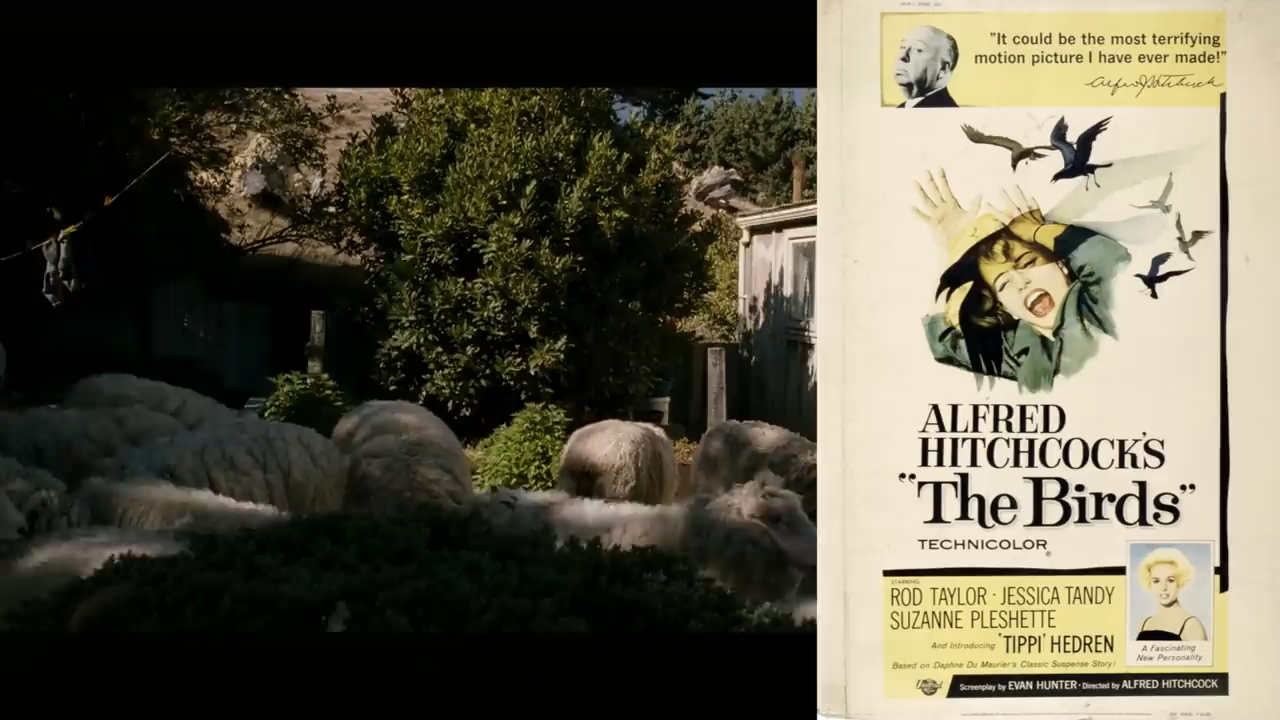 "It could be the most terrifying
motion picture I have ever made!"
Alfred J Hitchcock
ALFRED
HITCHCOCK'S
"The Birds"
TECHNICOLOR
®
STARRING
ROD TAYLOR · JESSICA TANDY
SUZANNE PLESHETTE
And Introducing 'TIPPI' HEDREN
Based on Daphne Du Maurier's Classic Suspense Story!
A Fascinating
New Personality
Screenplay by EVAN HUNTER · Directed by ALFRED HITCHCOCK